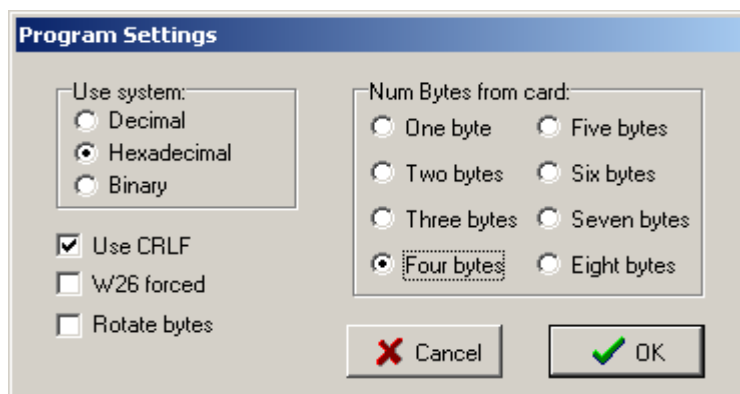 Program Settings
Use system:
Decimal
Hexadecimal
Binary
Use CRLF
W26 forced
Rotate bytes
Num Bytes from card:
One byte
Two bytes
Three bytes
Four bytes
Five bytes
Six bytes
Seven bytes
Eight bytes
Cancel
OK